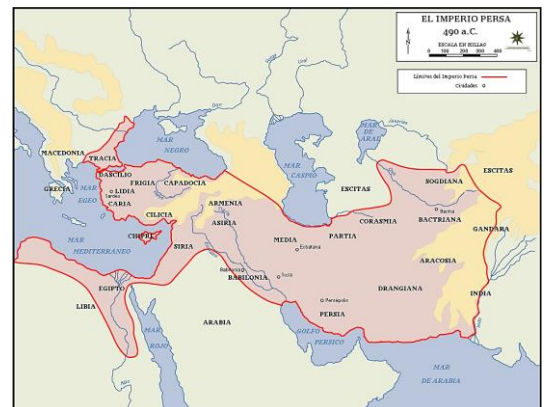 EL IMPERIO PERSA
490 a.C.
ESCALA EN MILLAS
0 100 200 300 400
Límites del Imperio Persa
Ciudades
MACEDONIA
TRACIA
MAR NEGRO
MAR CASPIO
MAR DE ARAL
ESCITAS
ESCITAS
SOGDIANA
GRECIA
MAR EGEO
DASCILIO
LIDIA
Sardes
CARIA
FRIGIA
CAPADOCIA
CILICIA
ARMENIA
ASIRIA
CHIPRE
SIRIA
MAR MEDITERRÁNEO
MEDIA
Ecbatana
PARTIA
CORASMIA
Bactra
BACTRIANA
GANDARA
ARACOSIA
Babilonia
BABILONIA
Susa
DRANGIANA
INDIA
EGIPTO
LIBIA
Persépolis
PERSIA
ARABIA
MAR ROJO
GOLFO PERSICO
MAR DE ARABIA
Nilo